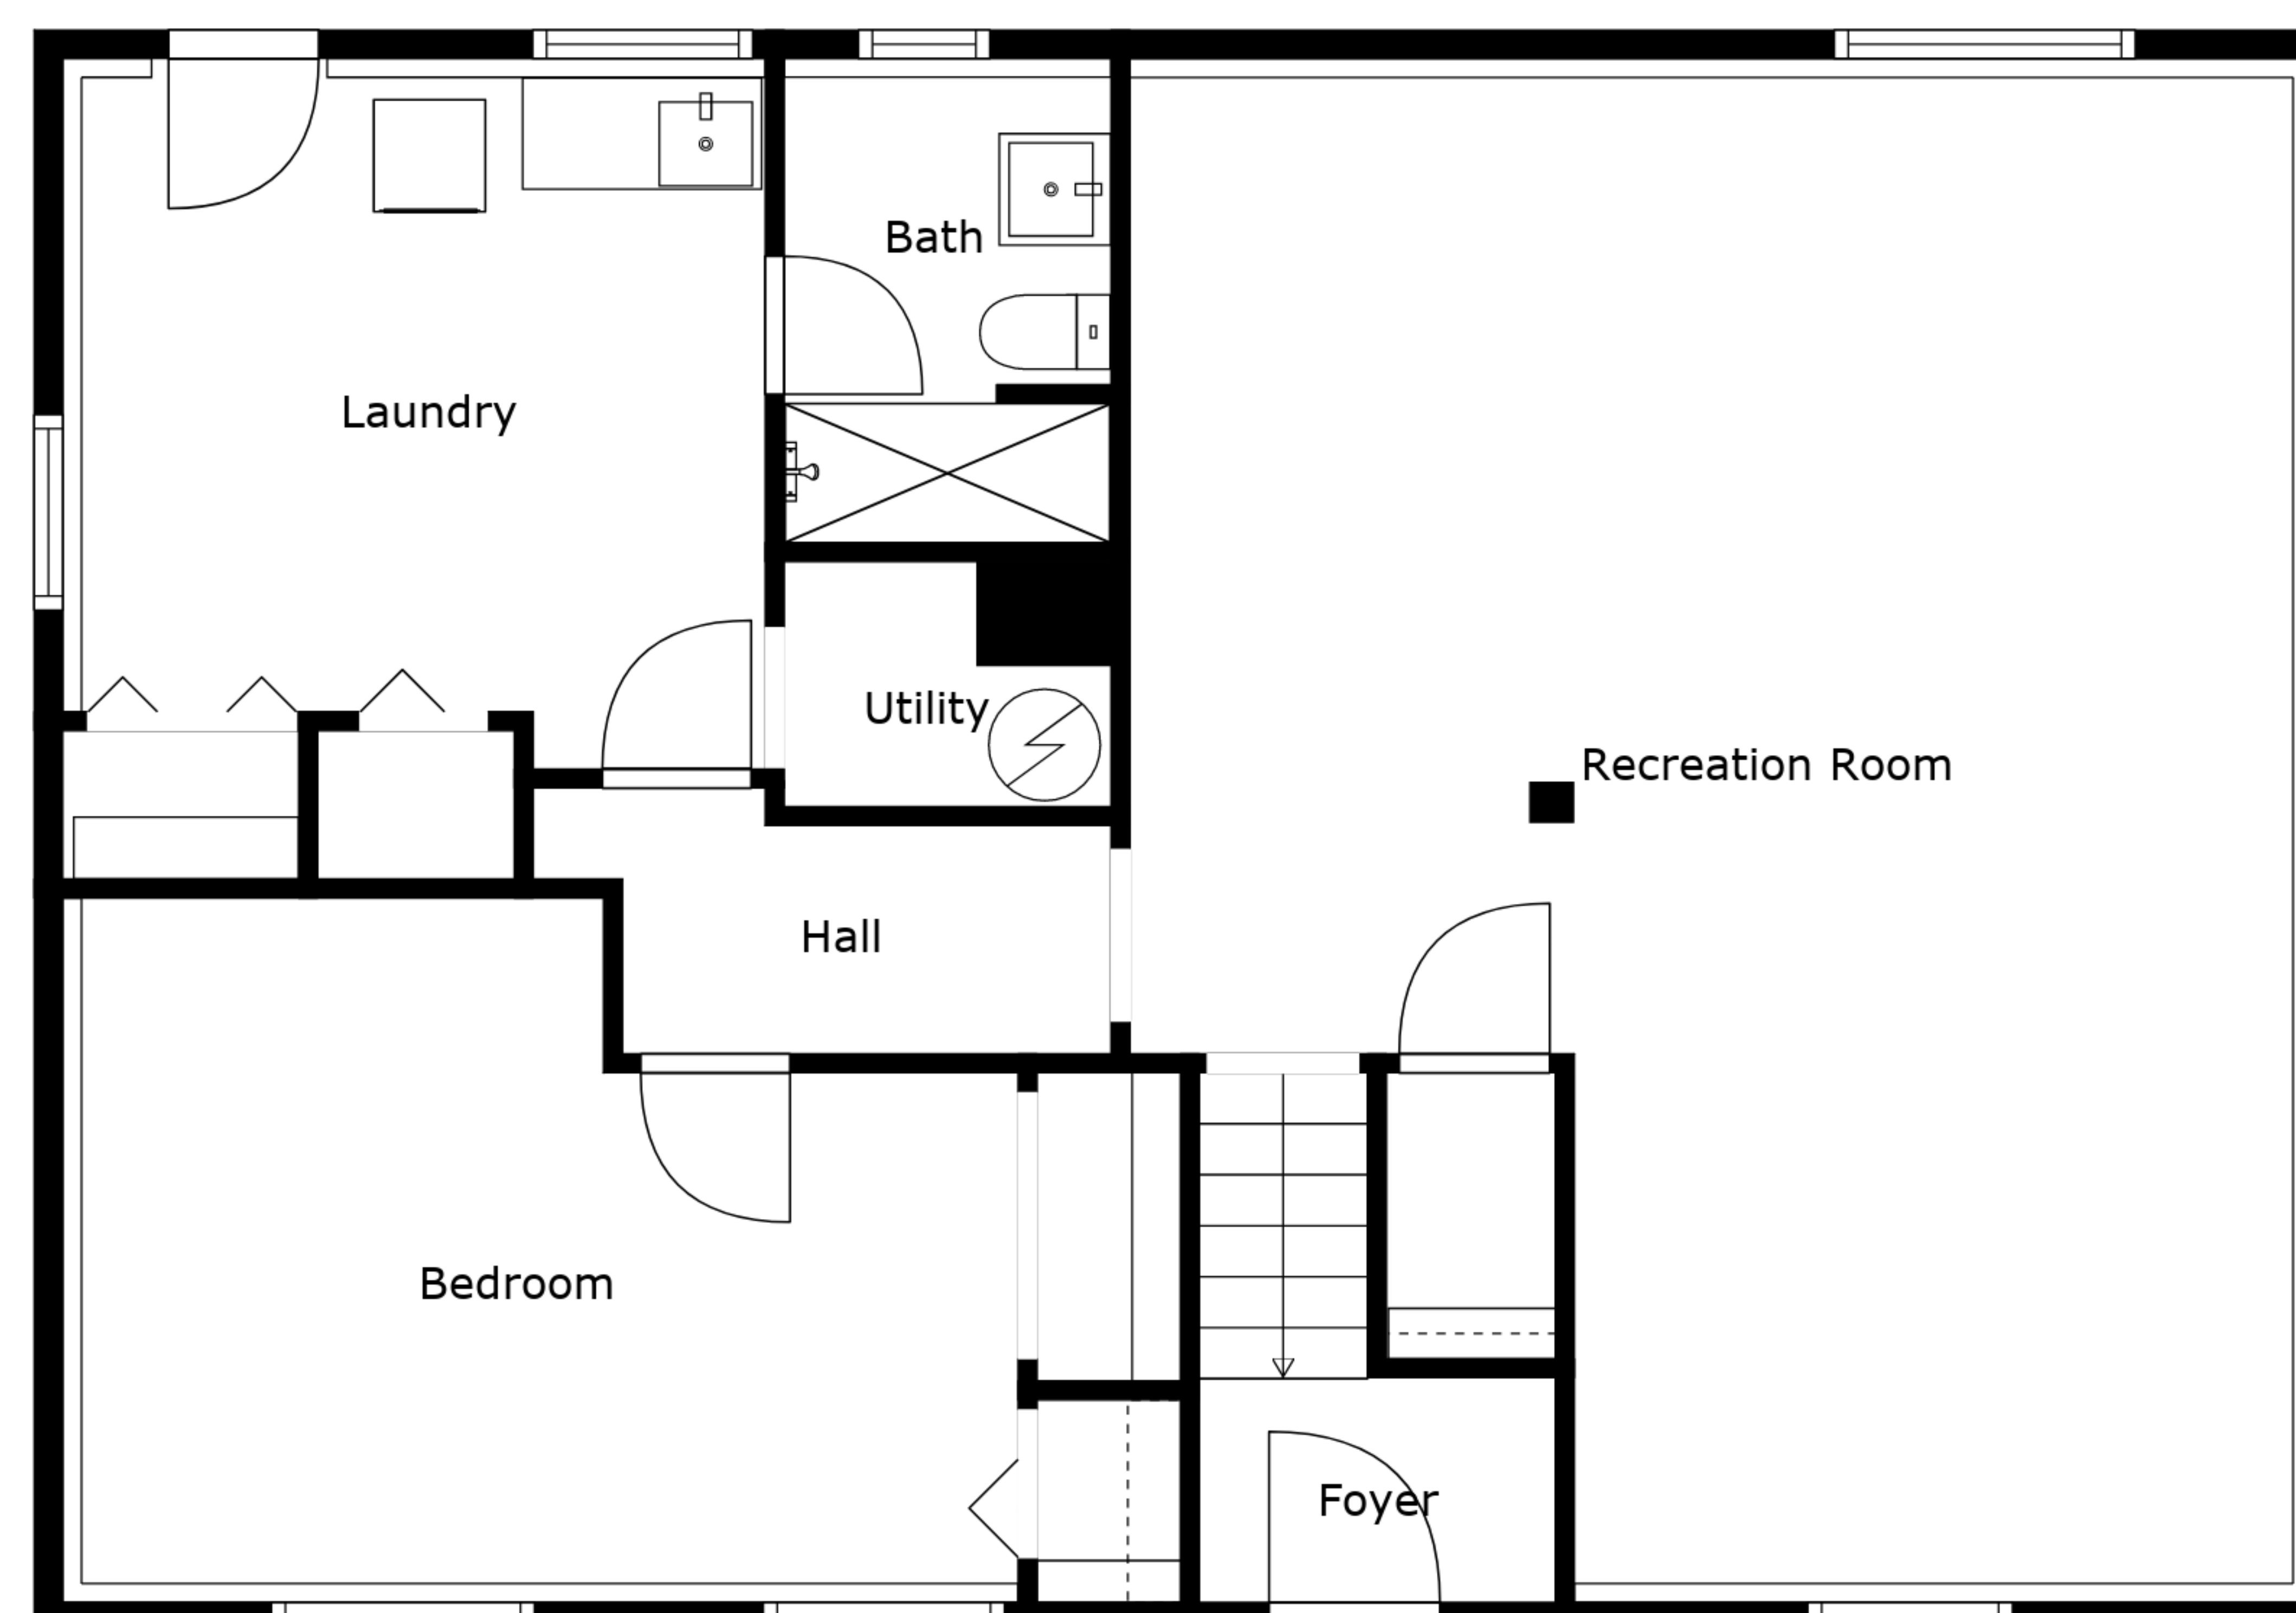 Bath
Laundry
Utility
Recreation Room
Hall
Bedroom
Foyer